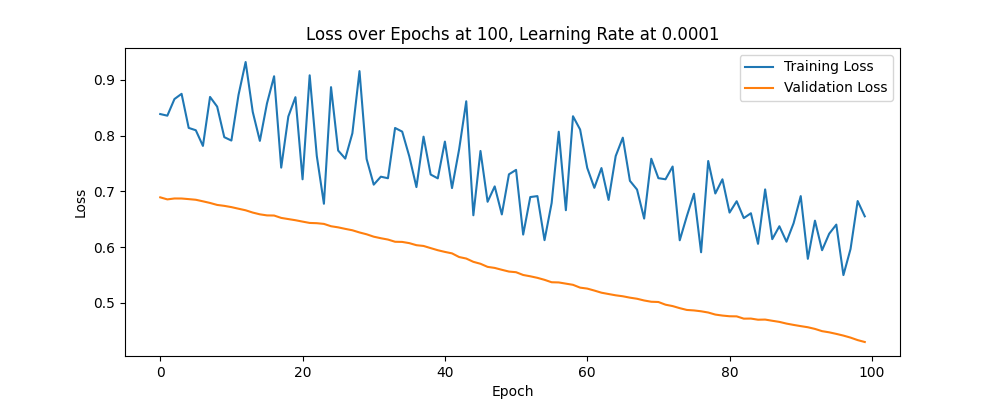 Loss over Epochs at 100, Learning Rate at 0.0001
Training Loss
Validation Loss
0.9
0.8
0.7
0.6
0.5
Loss
0 20 40 60 80 100
Epoch